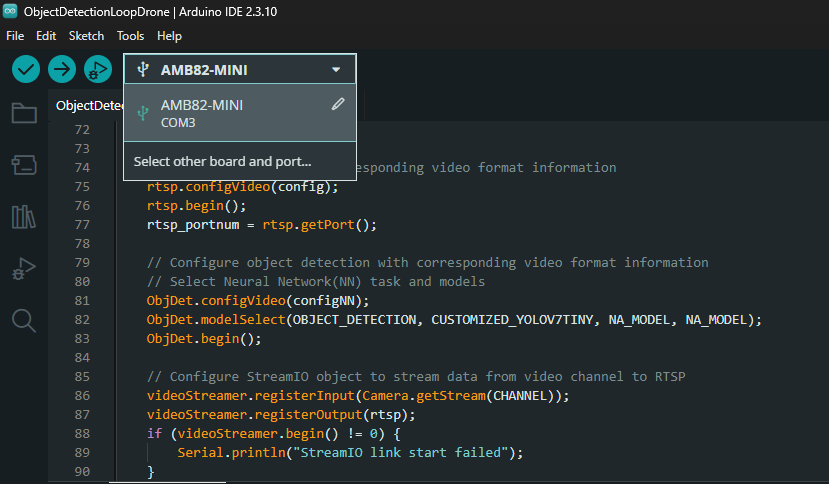 ObjectDetectionLoopDrone | Arduino IDE 2.3.10
File Edit Sketch Tools Help
AMB82-MINI
AMB82-MINI
COM3
Select other board and port...
72
73
74 video format information
75 rtsp.configVideo(config);
76 rtsp.begin();
77 rtsp_portnum = rtsp.getPort();
78
79 // Configure object detection with corresponding video format information
80 // Select Neural Network(NN) task and models
81 ObjDet.configVideo(configNN);
82 ObjDet.modelSelect(OBJECT_DETECTION, CUSTOMIZED_YOLOV7TINY, NA_MODEL, NA_MODEL);
83 ObjDet.begin();
84
85 // Configure StreamIO object to stream data from video channel to RTSP
86 videoStreamer.registerInput(Camera.getStream(CHANNEL));
87 videoStreamer.registerOutput(rtsp);
88 if (videoStreamer.begin() != 0) {
89 Serial.println("StreamIO link start failed");
90 }